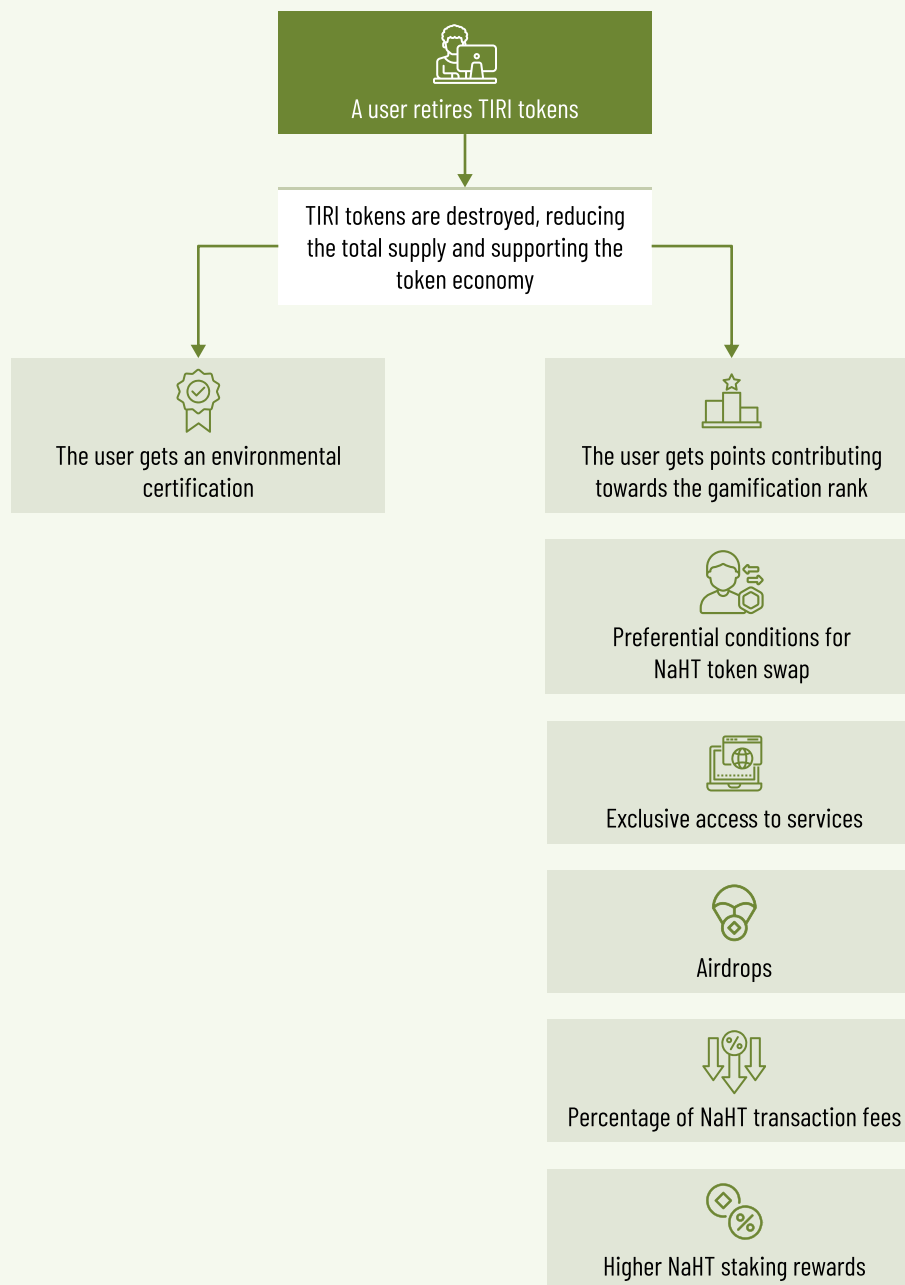 A user retires TIRI tokens
TIRI tokens are destroyed, reducing
the total supply and supporting the
token economy
The user gets an environmental
certification
The user gets points contributing
towards the gamification rank
Preferential conditions for
NaHT token swap
Exclusive access to services
Airdrops
Percentage of NaHT transaction fees
Higher NaHT staking rewards